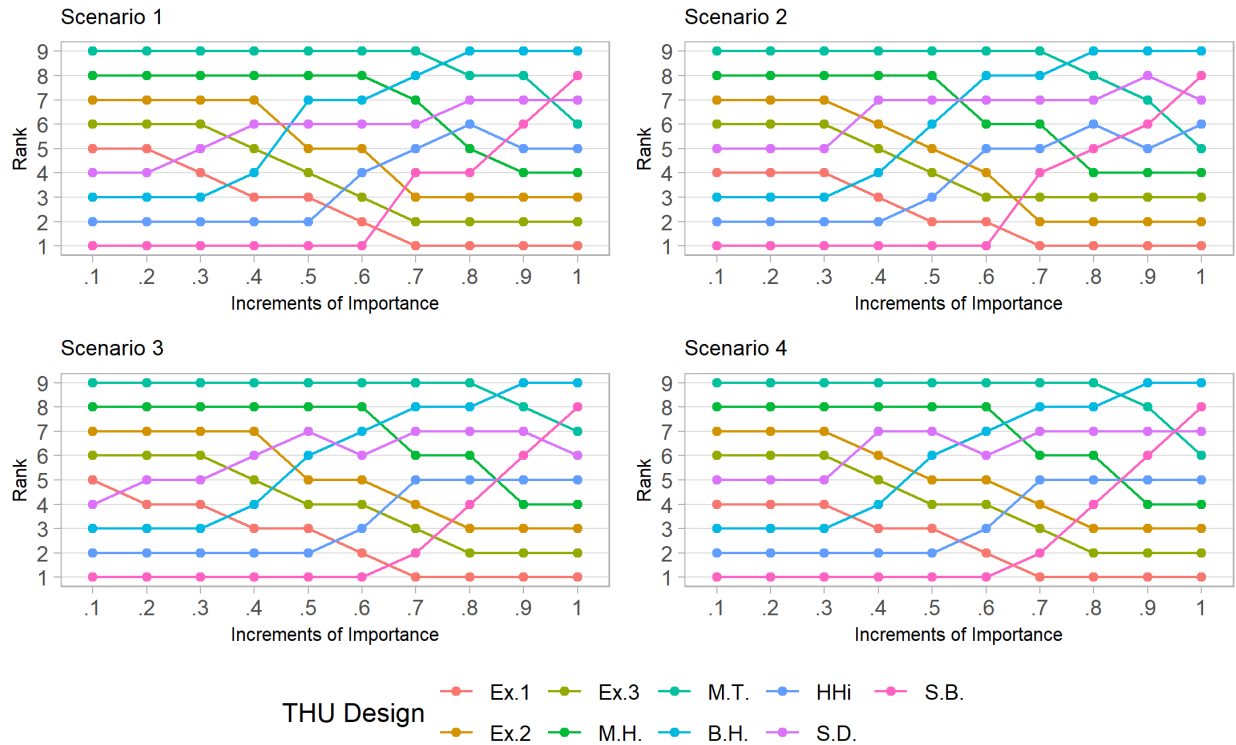 Scenario 1
Rank
9
8
7
6
5
4
3
2
1
.1 .2 .3 .4 .5 .6 .7 .8 .9 1
Increments of Importance
Scenario 2
Rank
9
8
7
6
5
4
3
2
1
.1 .2 .3 .4 .5 .6 .7 .8 .9 1
Increments of Importance
Scenario 3
Rank
9
8
7
6
5
4
3
2
1
.1 .2 .3 .4 .5 .6 .7 .8 .9 1
Increments of Importance
Scenario 4
Rank
9
8
7
6
5
4
3
2
1
.1 .2 .3 .4 .5 .6 .7 .8 .9 1
Increments of Importance
THU Design
Ex.1 Ex.3 M.T. HHi S.B.
Ex.2 M.H. B.H. S.D.